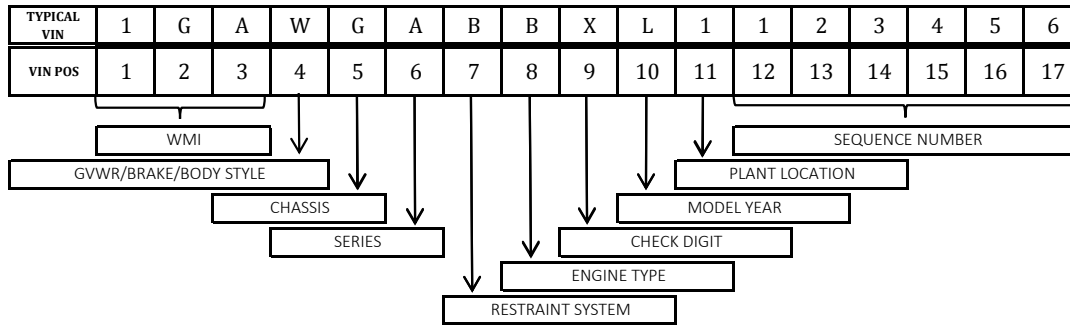 TYPICAL VIN 1 G A W G A B B X L 1 1 2 3 4 5 6
VIN POS 1 2 3 4 5 6 7 8 9 10 11 12 13 14 15 16 17
WMI SEQUENCE NUMBER
GVWR/BRAKE/BODY STYLE PLANT LOCATION
CHASSIS MODEL YEAR
SERIES CHECK DIGIT
ENGINE TYPE
RESTRAINT SYSTEM